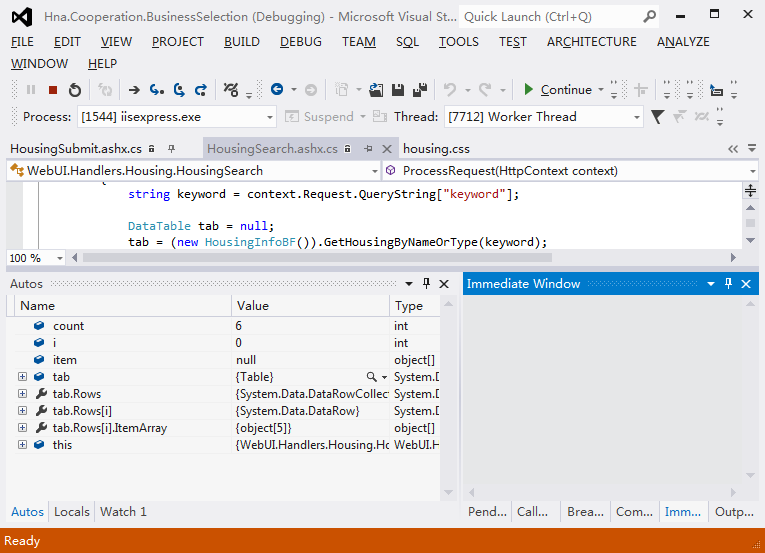 Hna.Cooperation.BusinessSelection (Debugging) - Microsoft Visual St... Quick Launch (Ctrl+Q)
FILE EDIT VIEW PROJECT BUILD DEBUG TEAM SQL TOOLS TEST ARCHITECTURE ANALYZE
WINDOW HELP
Continue
Process: [1544] iisexpress.exe Suspend Thread: [7712] Worker Thread
HousingSubmit.ashx.cs HousingSearch.ashx.cs housing.css
WebUI.Handlers.Housing.HousingSearch ProcessRequest(HttpContext context)
{
string keyword = context.Request.QueryString["keyword"];
DataTable tab = null;
tab = (new HousingInfoBF()).GetHousingByNameOrType(keyword);
100 %
Autos
Name Value Type
count 6 int
i 0 int
item null object[]
tab {Table} System.D
tab.Rows {System.Data.DataRowCollect System.D
tab.Rows[i] {System.Data.DataRow} System.D
tab.Rows[i].ItemArray {object[5]} object[]
this {WebUI.Handlers.Housing.Ho WebUI.H
Autos Locals Watch 1
Immediate Window
Pend... Call... Brea... Com... Imm... Outp...
Ready